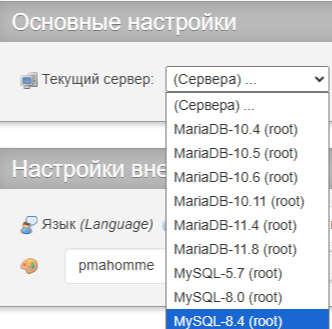 Основные настройки
Текущий сервер: (Сервера) ...
(Сервера) ...
MariaDB-10.4 (root)
MariaDB-10.5 (root)
MariaDB-10.6 (root)
MariaDB-10.11 (root)
MariaDB-11.4 (root)
MariaDB-11.8 (root)
MySQL-5.7 (root)
MySQL-8.0 (root)
MySQL-8.4 (root)
Настройки вне
Язык (Language)
pmahomme